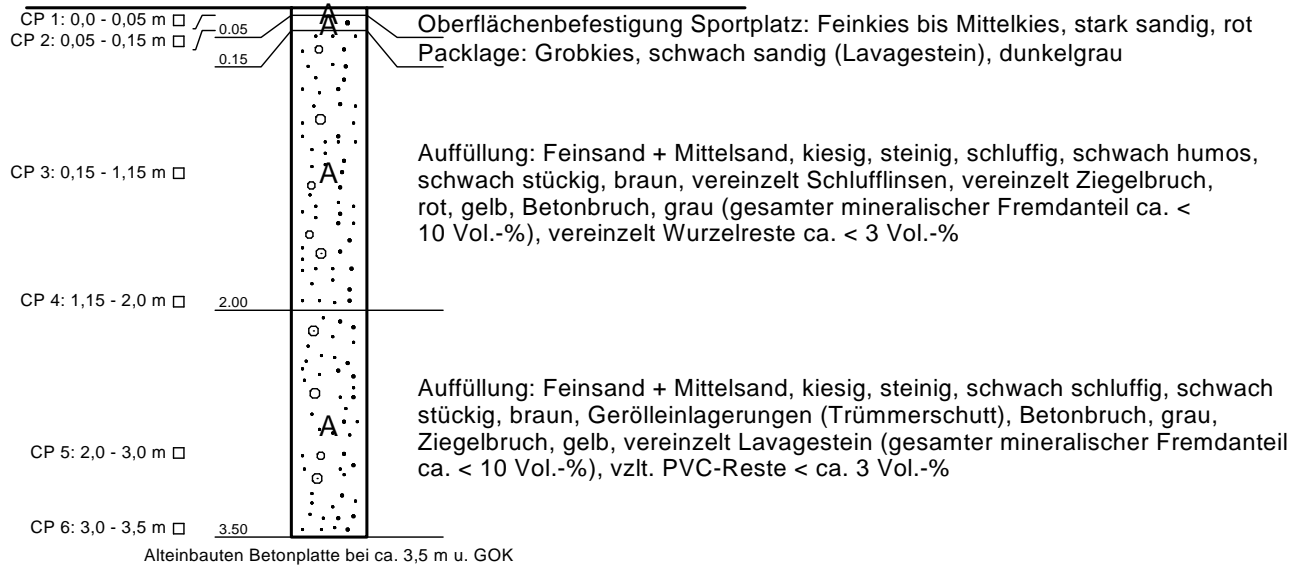 CP 1: 0,0 - 0,05 m
A
Oberflächenbefestigung Sportplatz: Feinkies bis Mittelkies, stark sandig, rot
CP 2: 0,05 - 0,15 m
0.05
A
Packlage: Grobkies, schwach sandig (Lavagestein), dunkelgrau
0.15
Auffüllung: Feinsand + Mittelsand, kiesig, steinig, schluffig, schwach humos,
CP 3: 0,15 - 1,15 m
A
schwach stückig, braun, vereinzelt Schlufflinsen, vereinzelt Ziegelbruch,
rot, gelb, Betonbruch, grau (gesamter mineralischer Fremdanteil ca. <
10 Vol.-%), vereinzelt Wurzelreste ca. < 3 Vol.-%
CP 4: 1,15 - 2,0 m
2.00
Auffüllung: Feinsand + Mittelsand, kiesig, steinig, schwach schluffig, schwach
stückig, braun, Gerölleinlagerungen (Trümmerschutt), Betonbruch, grau,
A
Ziegelbruch, gelb, vereinzelt Lavagestein (gesamter mineralischer Fremdanteil
CP 5: 2,0 - 3,0 m
ca. < 10 Vol.-%), vzlt. PVC-Reste < ca. 3 Vol.-%
CP 6: 3,0 - 3,5 m
3.50
Alteinbauten Betonplatte bei ca. 3,5 m u. GOK